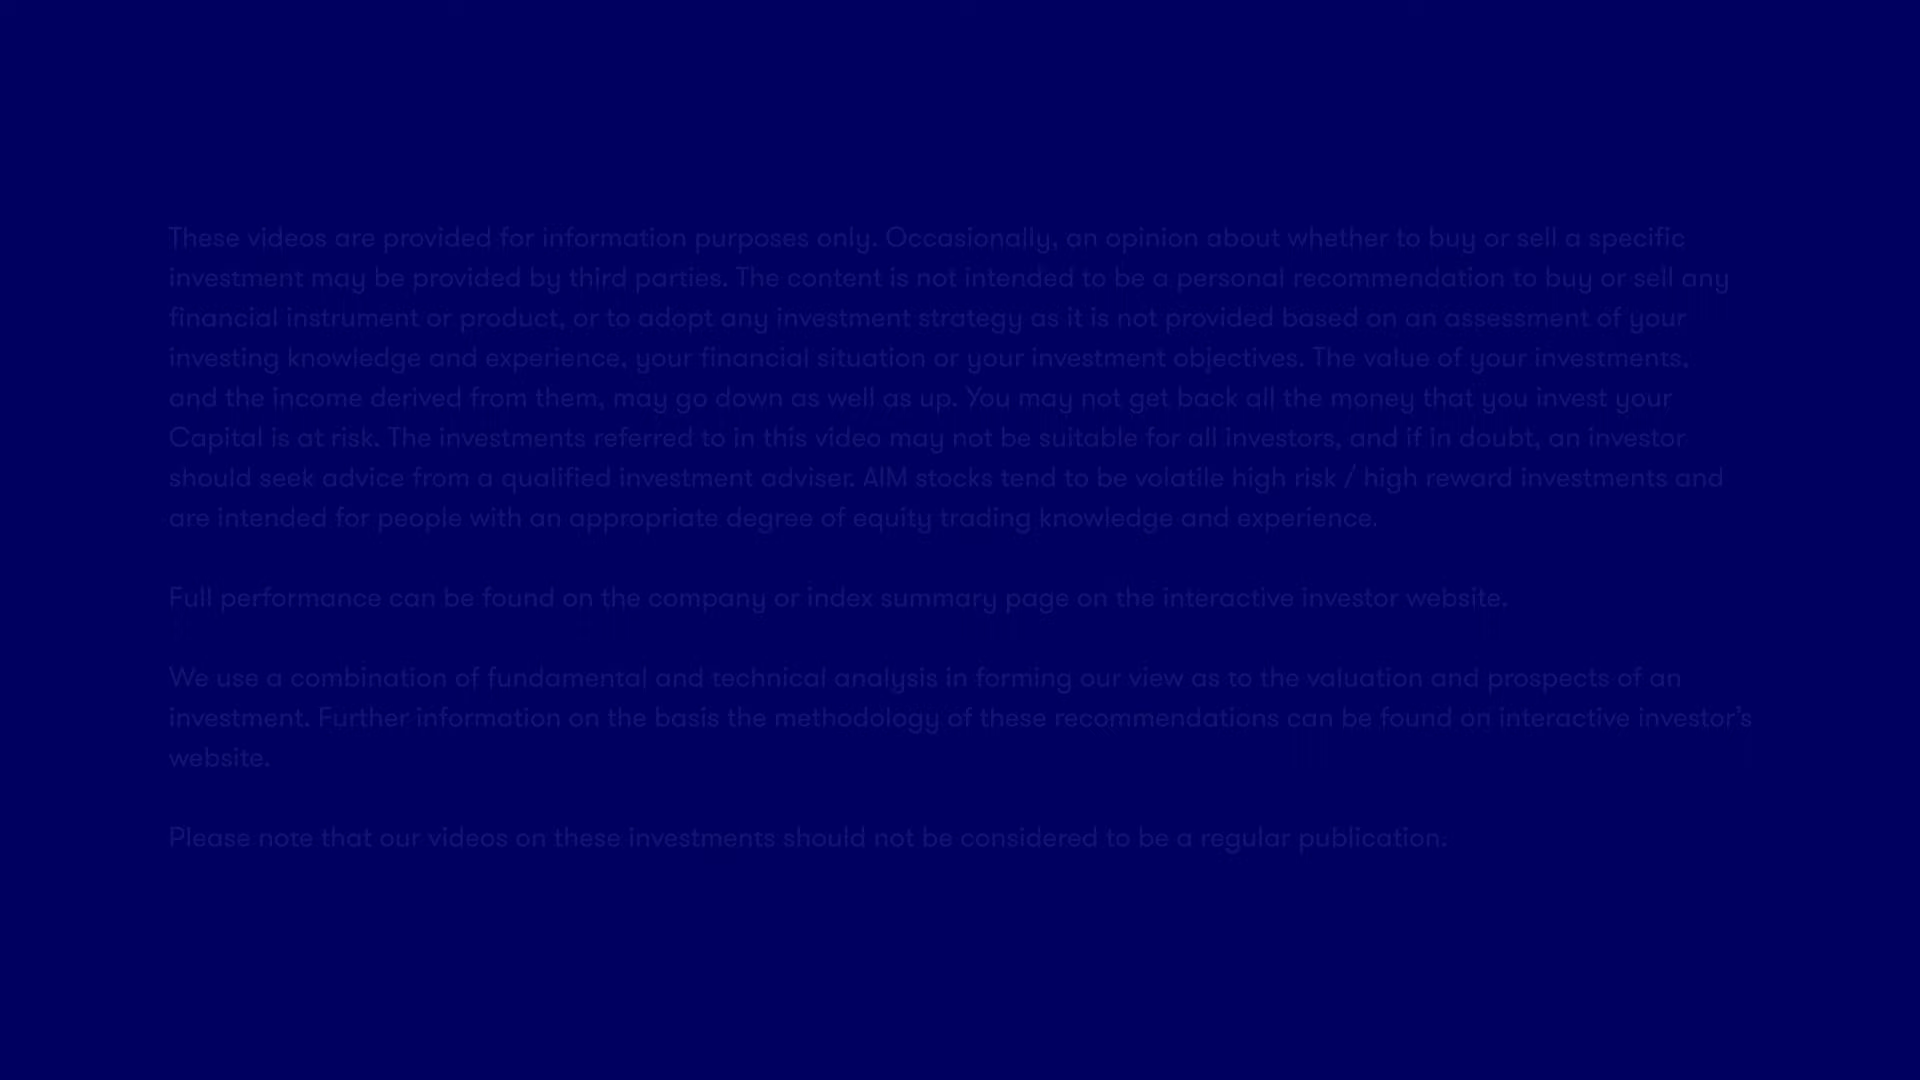 These videos are provided for information purposes only. Occasionally, an opinion about whether to buy or sell a specific
investment may be provided by third parties. The content is not intended to be a personal recommendation to buy or sell any
financial instrument or product, or to adopt any investment strategy as it is not provided based on an assessment of your
investing knowledge and experience, your financial situation or your investment objectives. The value of your investments,
and the income derived from them, may go down as well as up. You may not get back all the money that you invest your
Capital is at risk. The investments referred to in this video may not be suitable for all investors, and if in doubt, an investor
should seek advice from a qualified investment adviser. AIM stocks tend to be volatile high risk / high reward investments and
are intended for people with an appropriate degree of equity trading knowledge and experience.
Full performance can be found on the company or index summary page on the interactive investor website.
We use a combination of fundamental and technical analysis in forming our view as to the valuation and prospects of an
investment. Further information on the basis the methodology of these recommendations can be found on interactive investor's
website.
Please note that our videos on these investments should not be considered to be a regular publication.